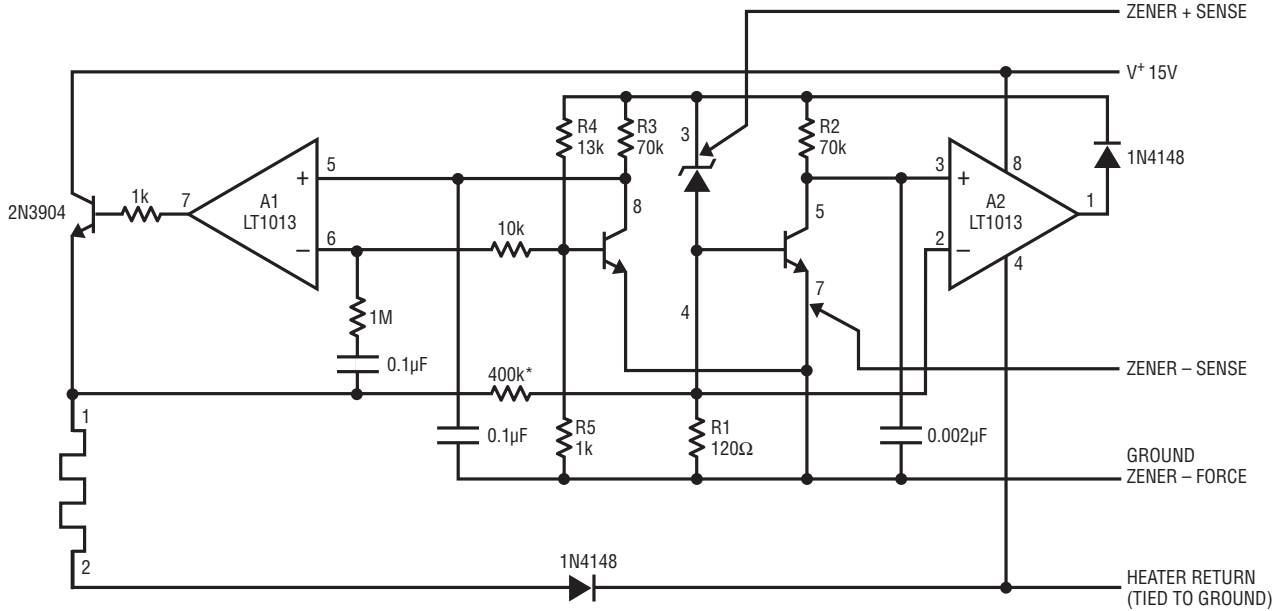 ZENER + SENSE
V+ 15V
R4
13k
R3
70k
3
R2
70k
1N4148
2N3904
1k
7
A1
LT1013
5
+
6
–
8
10k
5
3
+
2
–
A2
LT1013
8
1
4
1M
0.1µF
4
7
ZENER – SENSE
400k*
1
0.1µF
R5
1k
R1
120Ω
0.002µF
GROUND
ZENER – FORCE
2
1N4148
HEATER RETURN
(TIED TO GROUND)